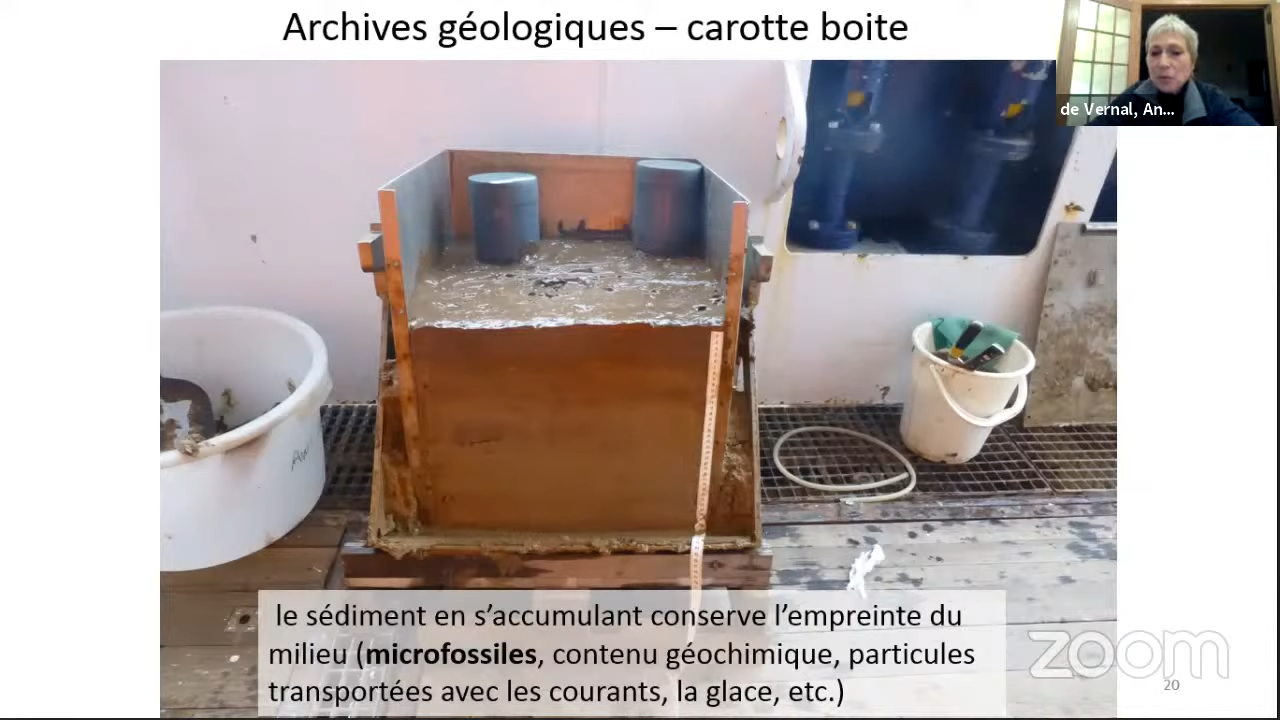 Archives géologiques – carotte boite
de Vernal, An...
le sédiment en s’accumulant conserve l’empreinte du
milieu (microfossiles, contenu géochimique, particules
transportées avec les courants, la glace, etc.)
zoom
20